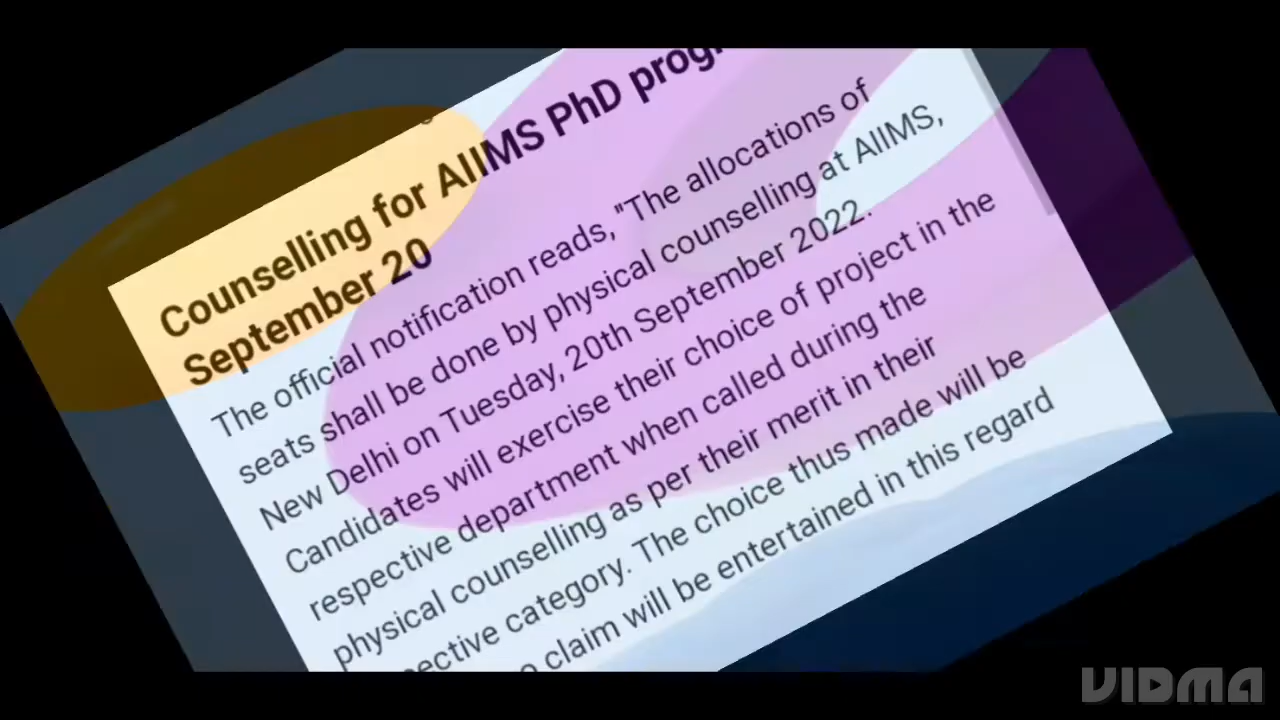 Counselling for AIIMS PhD
September 20
The official notification reads, "The allocations of
seats shall be done by physical counselling at AIIMS,
New Delhi on Tuesday, 20th September 2022.
Candidates will exercise their choice of project in the
respective department when called during the
physical counselling as per their merit in their
category. The choice thus made will be
claim will be entertained in this regard
VIDMA